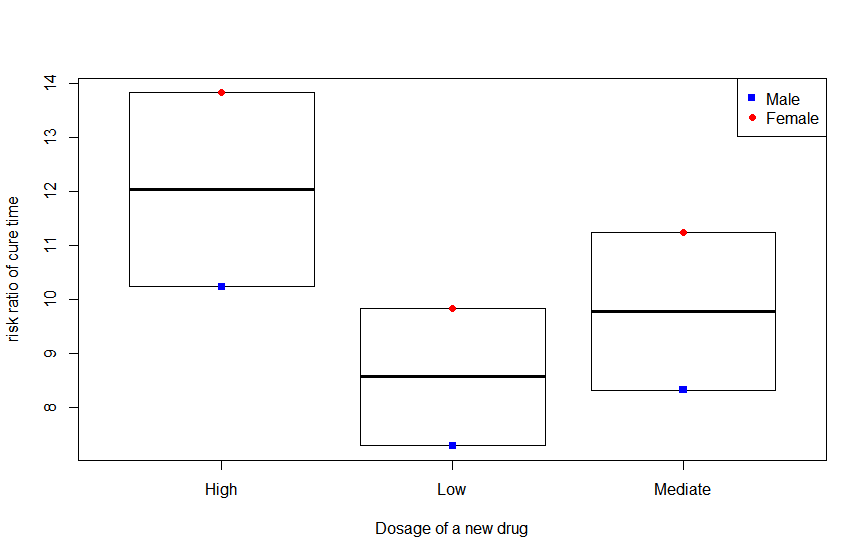 Male
Female
14
13
12
11
10
9
8
risk ratio of cure time
High
Low
Mediate
Dosage of a new drug